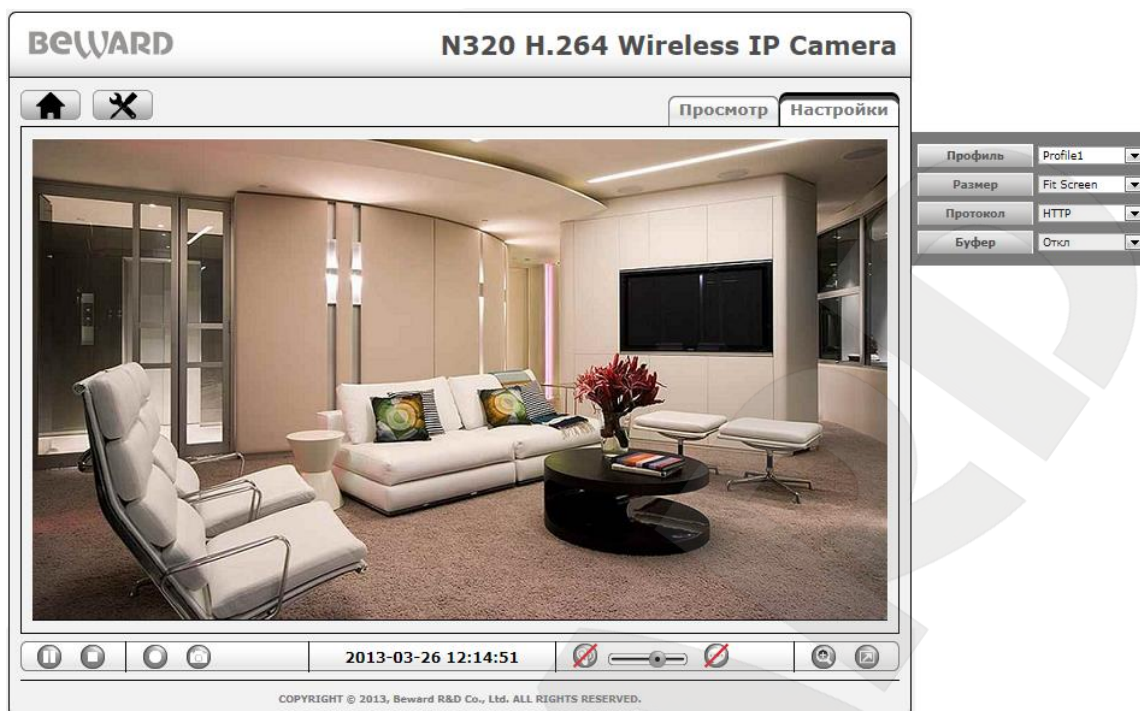 BEWARD
N320 H.264 Wireless IP Camera
Просмотр Настройки
Профиль Profile1
Размер Fit Screen
Протокол HTTP
Буфер Откл
2013-03-26 12:14:51
COPYRIGHT © 2013, Beward R&D Co., Ltd. ALL RIGHTS RESERVED.